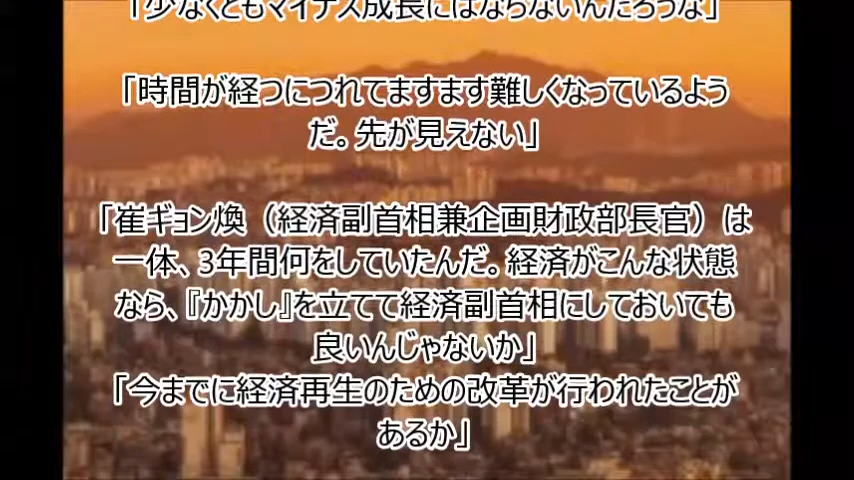 「少なくともマイナス成長にはならないんだろうな」
「時間が経つにつれてますます難しくなっているよう
だ。先が見えない」
「崔ギョン煥（経済副首相兼企画財政部長官）は
一体、3年間何をしていたんだ。経済がこんな状態
なら、『かかし』を立てて経済副首相にしておいても
良いんじゃないか」
「今までに経済再生のための改革が行われたことが
あるか」